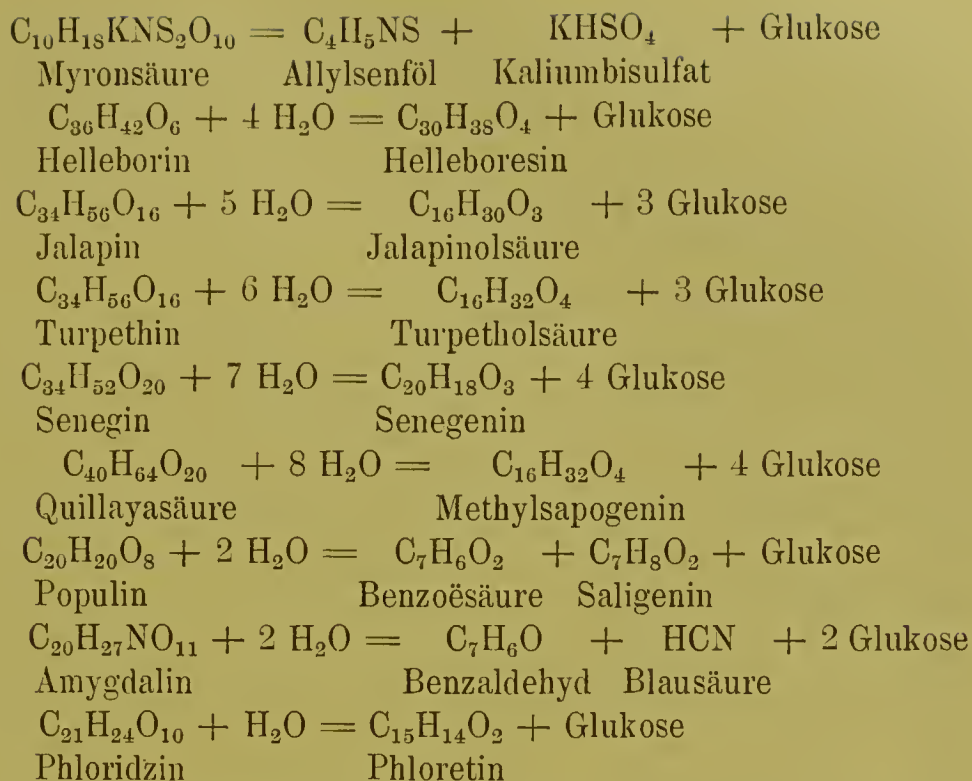 C₁₀H₁₈KNS₂O₁₀ = C₄H₅NS + KHSO₄ + Glukose
Myronsäure Allylsenföl Kaliumbisulfat
C₃₆H₄₂O₆ + 4 H₂O = C₃₀H₃₈O₄ + Glukose
Helleborin Helleboresin
C₃₄H₅₆O₁₆ + 5 H₂O = C₁₆H₃₀O₃ + 3 Glukose
Jalapin Jalapinolsäure
C₃₄H₅₆O₁₆ + 6 H₂O = C₁₆H₃₂O₄ + 3 Glukose
Turpethin Turpetholsäure
C₃₄H₅₂O₂₀ + 7 H₂O = C₂₀H₁₈O₃ + 4 Glukose
Senegin Senegenin
C₄₀H₆₄O₂₀ + 8 H₂O = C₁₆H₃₂O₄ + 4 Glukose
Quillayasäure Methylsapogenin
C₂₀H₂₀O₈ + 2 H₂O = C₇H₆O₂ + C₇H₈O₂ + Glukose
Populin Benzoësäure Saligenin
C₂₀H₂₇NO₁₁ + 2 H₂O = C₇H₆O + HCN + 2 Glukose
Amygdalin Benzaldehyd Blausäure
C₂₁H₂₄O₁₀ + H₂O = C₁₅H₁₄O₂ + Glukose
Phloridzin Phloretin